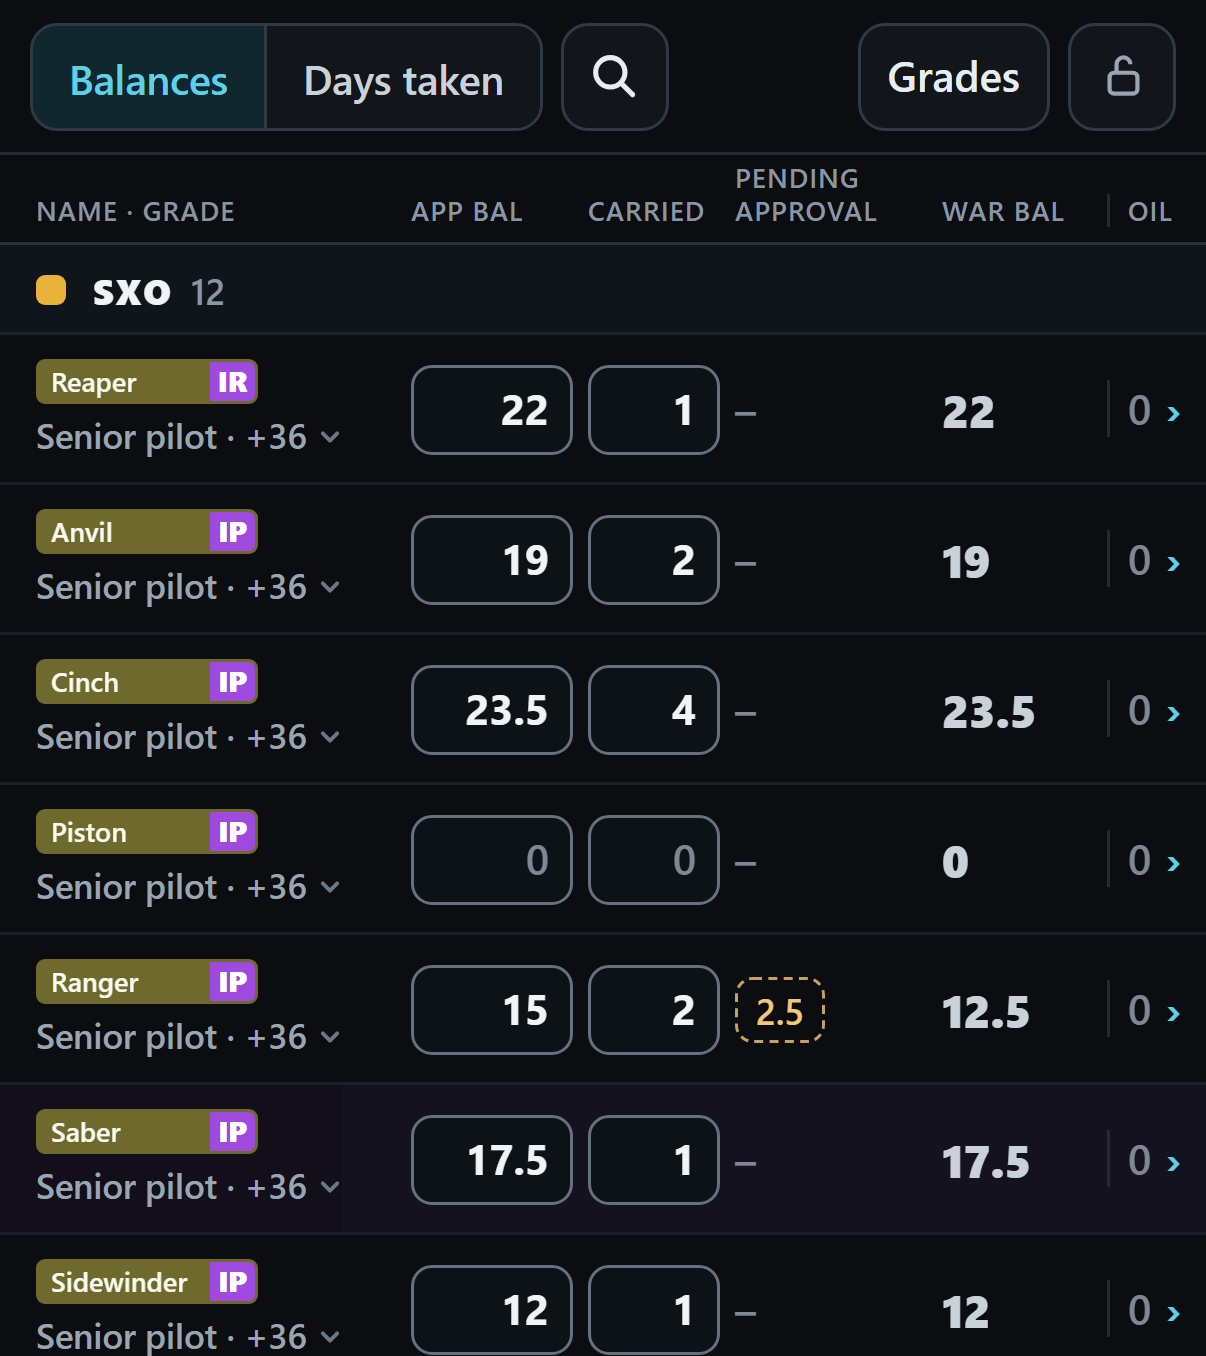 Balances Days taken Grades
NAME · GRADE APP BAL CARRIED PENDING APPROVAL WAR BAL OIL
SXO 12
Reaper IR
Senior pilot · +36 22 1 – 22 0 ›
Anvil IP
Senior pilot · +36 19 2 – 19 0 ›
Cinch IP
Senior pilot · +36 23.5 4 – 23.5 0 ›
Piston IP
Senior pilot · +36 0 0 – 0 0 ›
Ranger IP
Senior pilot · +36 15 2 2.5 12.5 0 ›
Saber IP
Senior pilot · +36 17.5 1 – 17.5 0 ›
Sidewinder IP
Senior pilot · +36 12 1 – 12 0 ›